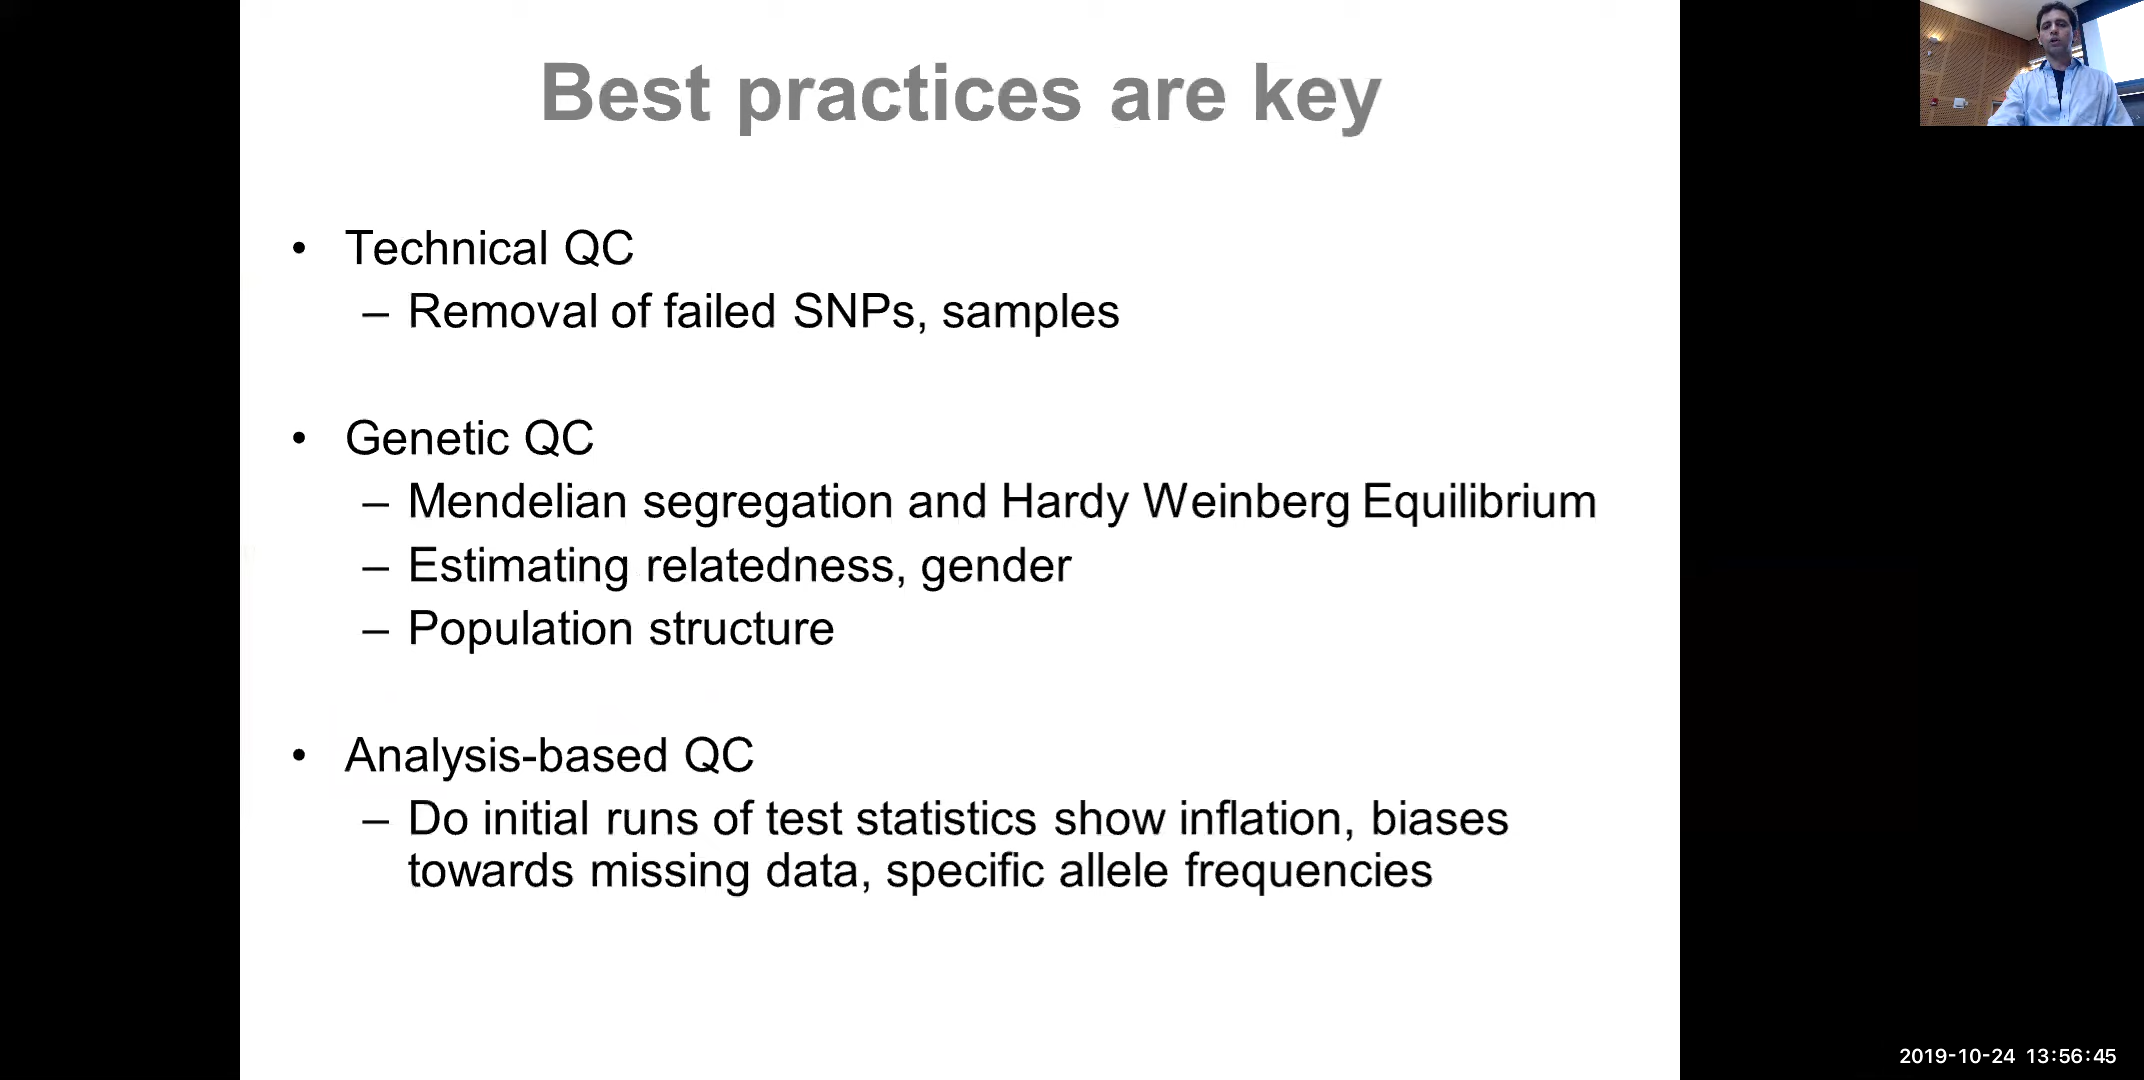 Best practices are key
• Technical QC
– Removal of failed SNPs, samples
• Genetic QC
– Mendelian segregation and Hardy Weinberg Equilibrium
– Estimating relatedness, gender
– Population structure
• Analysis-based QC
– Do initial runs of test statistics show inflation, biases
towards missing data, specific allele frequencies
2019-10-24 13:56:45